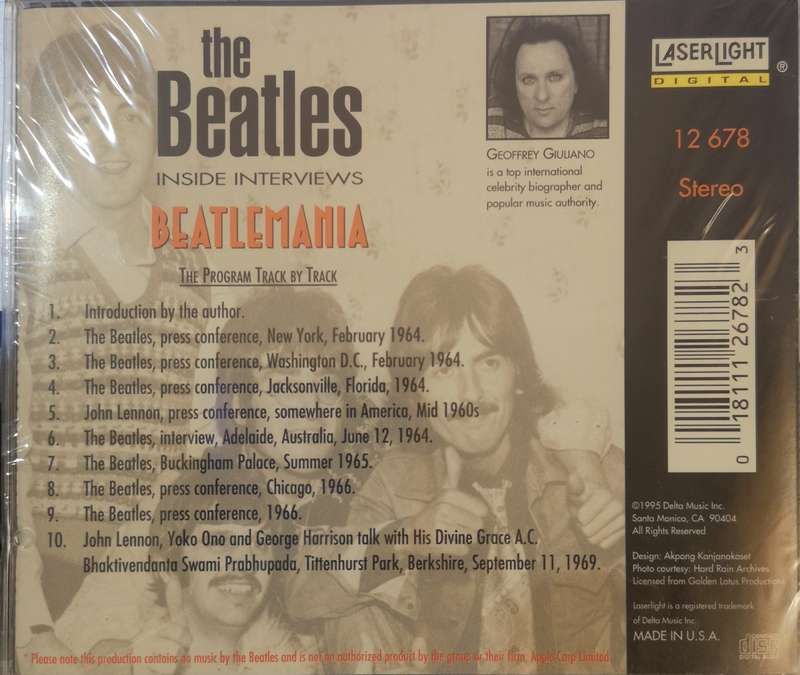 the
Beatles
INSIDE INTERVIEWS
BEATLEMANIA
THE PROGRAM TRACK BY TRACK
1. Introduction by the author.
2. The Beatles, press conference, New York, February 1964.
3. The Beatles, press conference, Washington D.C., February 1964.
4. The Beatles, press conference, Jacksonville, Florida, 1964.
5. John Lennon, press conference, somewhere in America, Mid 1960s
6. The Beatles, interview, Adelaide, Australia, June 12, 1964.
7. The Beatles, Buckingham Palace, Summer 1965.
8. The Beatles, press conference, Chicago, 1966.
9. The Beatles, press conference, 1966.
10. John Lennon, Yoko Ono and George Harrison talk with His Divine Grace A.C.
Bhaktivendanta Swami Prabhupada, Tittenhurst Park, Berkshire, September 11, 1969.
* Please note this production contains no music by the Beatles and is not an authorized product by the group or their firm, Apple Corp Limited.
GEOFFREY GIULIANO
is a top international
celebrity biographer and
popular music authority.
LASERLIGHT ®
DIGITAL
12 678
Stereo
0 18111 26782 3
©1995 Delta Music Inc.
Santa Monica, CA 90404
All Rights Reserved
Design: Akpong Kanjanakaset
Photo courtesy: Hard Rain Archives
Licensed from Golden Lotus Productions
Laserlight is a registered trademark
of Delta Music Inc.
MADE IN U.S.A.
COMPACT
disc
DIGITAL AUDIO